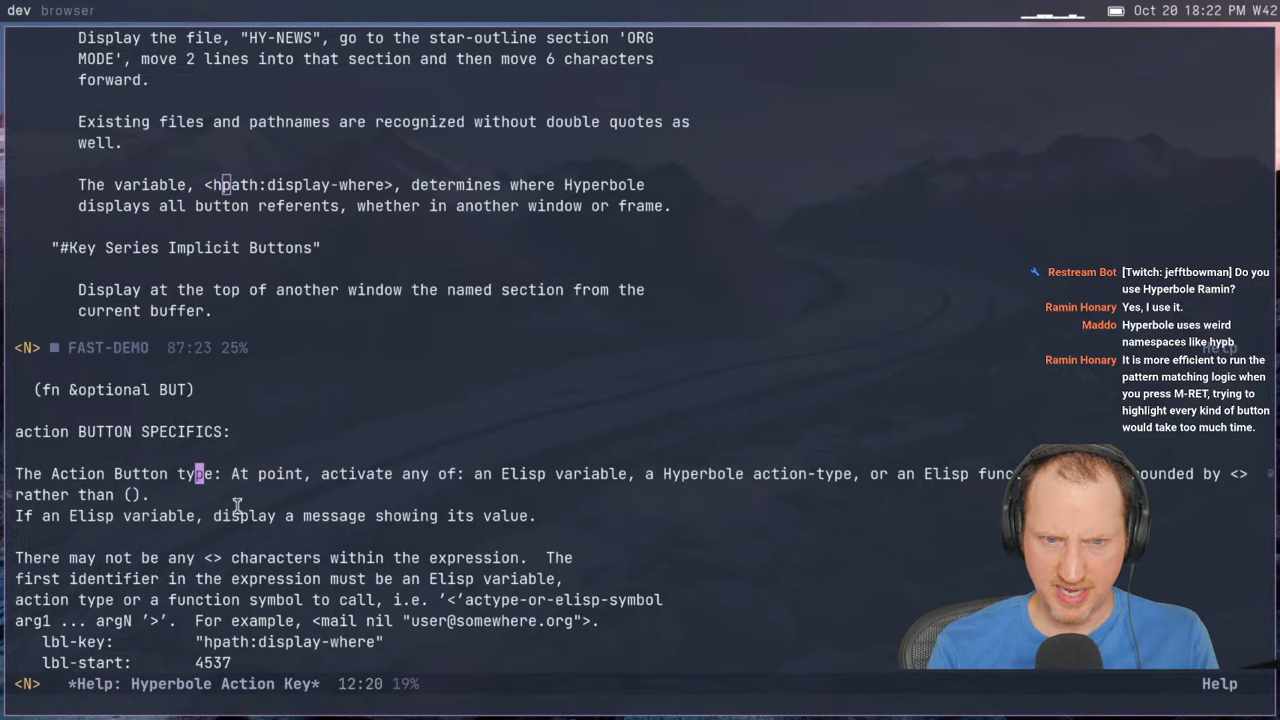 dev browser
Oct 20 18:22 PM W42
Display the file, "HY-NEWS", go to the star-outline section 'ORG
MODE', move 2 lines into that section and then move 6 characters
forward.
Existing files and pathnames are recognized without double quotes as
well.
The variable, <hpath:display-where>, determines where Hyperbole
displays all button referents, whether in another window or frame.
"#Key Series Implicit Buttons"
Display at the top of another window the named section from the
current buffer.
<N> FAST-DEMO 87:23 25% Help
(fn &optional BUT)
action BUTTON SPECIFICS:
The Action Button type: At point, activate any of: an Elisp variable, a Hyperbole action-type, or an Elisp func ounded by <>
rather than ().
If an Elisp variable, display a message showing its value.
There may not be any <> characters within the expression.  The
first identifier in the expression must be an Elisp variable,
action type or a function symbol to call, i.e. ’<‘actype-or-elisp-symbol
arg1 ... argN ’>‘.  For example, <mail nil "user@somewhere.org">.
lbl-key: "hpath:display-where"
lbl-start: 4537
<N> *Help: Hyperbole Action Key* 12:20 19% Help
Restream Bot [Twitch: jefftbowman] Do you
use Hyperbole Ramin?
Ramin Honary Yes, I use it.
Maddo Hyperbole uses weird
namespaces like hypb
Ramin Honary It is more efficient to run the
pattern matching logic when
you press M-RET, trying to
highlight every kind of button
would take too much time.